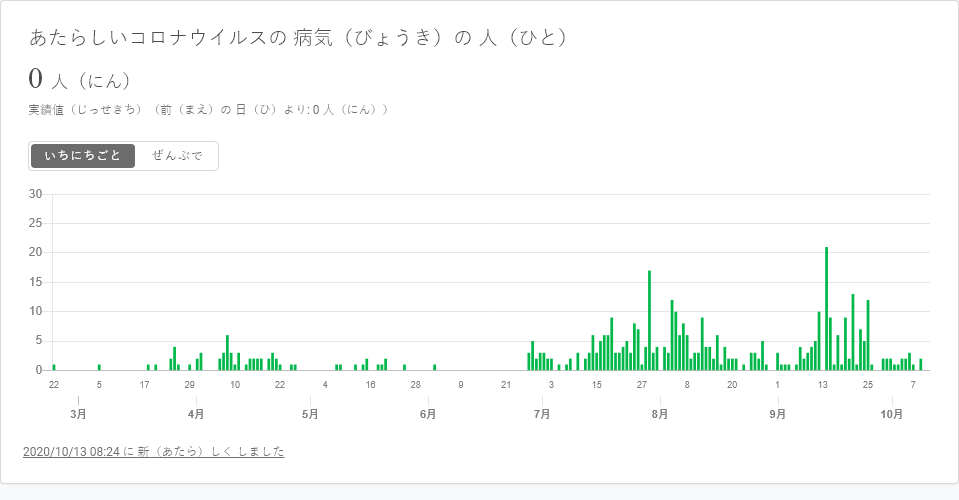 あたらしいコロナウイルスの 病気（びょうき）の 人（ひと）
0 人（にん）
実績値（じっせきち）（前（まえ）の 日（ひ）より: 0 人（にん））
いちにちごと ぜんぶで
30
25
20
15
10
5
0
22 5 17 29 10 22 4 16 28 9 21 3 15 27 8 20 1 13 25 7
3月 4月 5月 6月 7月 8月 9月 10月
2020/10/13 08:24 に 新（あたら）しく しました